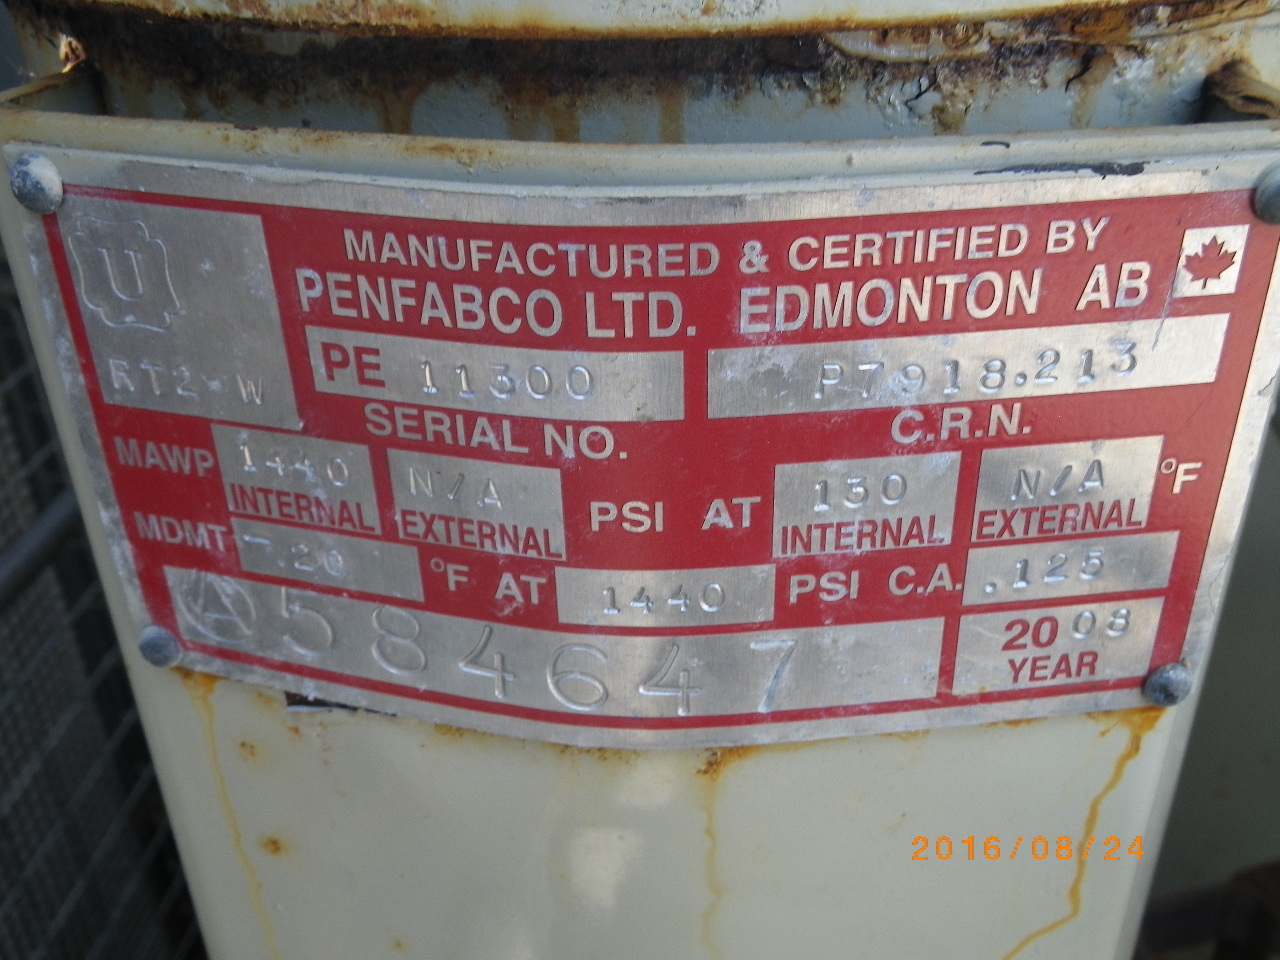 U
RT2 W
MANUFACTURED & CERTIFIED BY
PENFABCO LTD. EDMONTON AB
PE 11300 P7918.213
SERIAL NO. C.R.N.
MAWP 1440 N/A PSI AT 130 N/A °F
INTERNAL EXTERNAL INTERNAL EXTERNAL
MDMT -20 °F AT 1440 PSI C.A. .125
A584647 2008
YEAR
2016/08/24